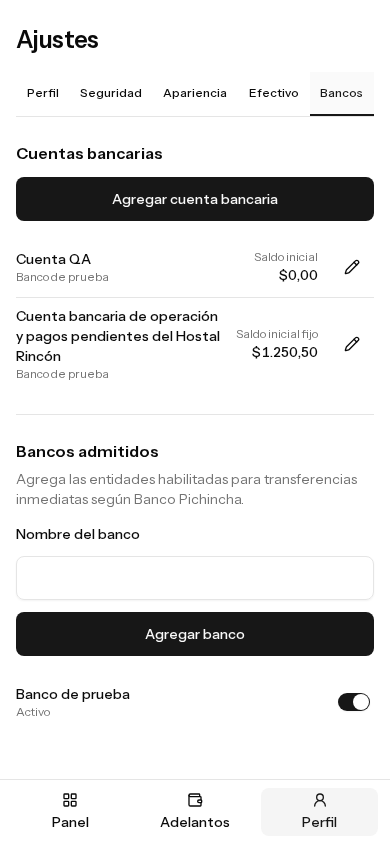 Ajustes
Perfil Seguridad Apariencia Efectivo Bancos
Cuentas bancarias
Agregar cuenta bancaria
Cuenta QA
Banco de prueba
Saldo inicial
$0,00
Cuenta bancaria de operación
y pagos pendientes del Hostal
Rincón
Banco de prueba
Saldo inicial fijo
$1.250,50
Bancos admitidos
Agrega las entidades habilitadas para transferencias
inmediatas según Banco Pichincha.
Nombre del banco
Agregar banco
Banco de prueba
Activo
Panel Adelantos Perfil